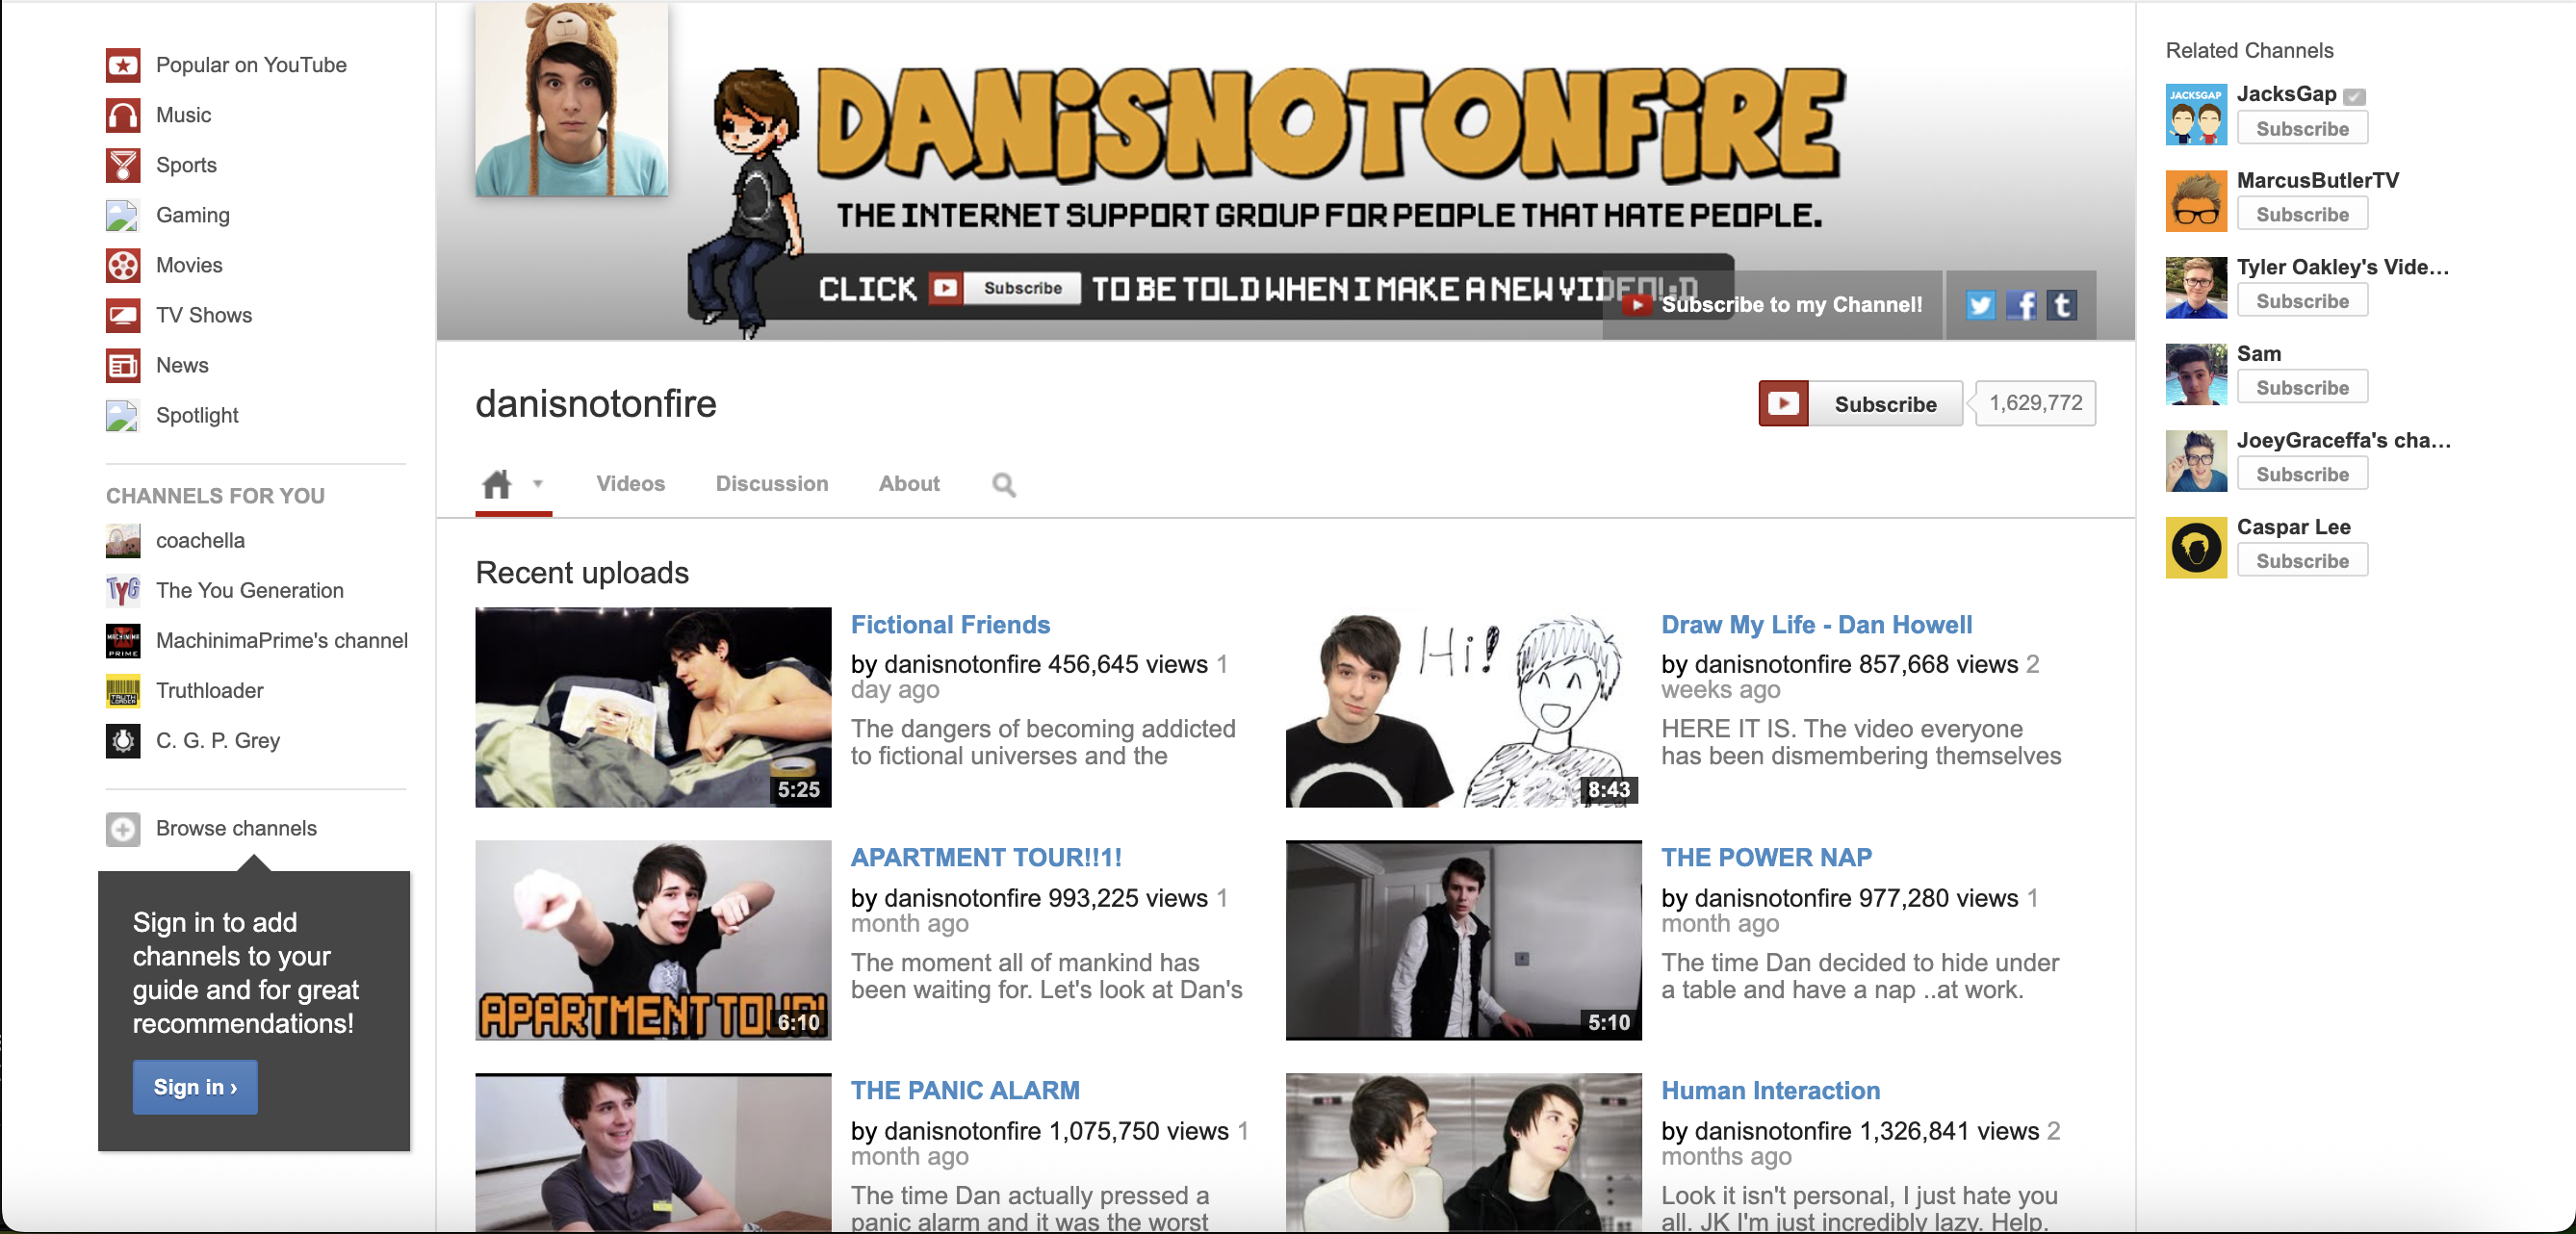 Popular on YouTube
Music
Sports
Gaming
Movies
TV Shows
News
Spotlight
CHANNELS FOR YOU
coachella
TYG
The You Generation
MACHINIMA
PRIME
MachinimaPrime's channel
TRUTH
LOADER
Truthloader
C. G. P. Grey
Browse channels
Sign in to add
channels to your
guide and for great
recommendations!
Sign in ›
DANiSNOTONFiRE
THE INTERNET SUPPORT GROUP FOR PEOPLE THAT HATE PEOPLE.
CLICK Subscribe TO BE TOLD WHEN I MAKE A NEW VIDEO! :D
Subscribe to my Channel!
danisnotonfire
Subscribe 1,629,772
Videos Discussion About
Recent uploads
5:25
Fictional Friends
by danisnotonfire 456,645 views 1
day ago
The dangers of becoming addicted
to fictional universes and the
Hi!
8:43
Draw My Life - Dan Howell
by danisnotonfire 857,668 views 2
weeks ago
HERE IT IS. The video everyone
has been dismembering themselves
APARTMENT TOUR!
6:10
APARTMENT TOUR!!1!
by danisnotonfire 993,225 views 1
month ago
The moment all of mankind has
been waiting for. Let's look at Dan's
5:10
THE POWER NAP
by danisnotonfire 977,280 views 1
month ago
The time Dan decided to hide under
a table and have a nap ..at work.
THE PANIC ALARM
by danisnotonfire 1,075,750 views 1
month ago
The time Dan actually pressed a
panic alarm and it was the worst
Human Interaction
by danisnotonfire 1,326,841 views 2
months ago
Look it isn't personal, I just hate you
all. JK I'm just incredibly lazy. Help.
Related Channels
JACKSGAP
JacksGap
Subscribe
MarcusButlerTV
Subscribe
Tyler Oakley's Vide...
Subscribe
Sam
Subscribe
JoeyGraceffa's cha...
Subscribe
Caspar Lee
Subscribe